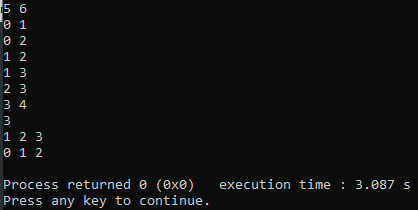 5 6
0 1
0 2
1 2
1 3
2 3
3 4
3
1 2 3
0 1 2
Process returned 0 (0x0)   execution time : 3.087 s
Press any key to continue.